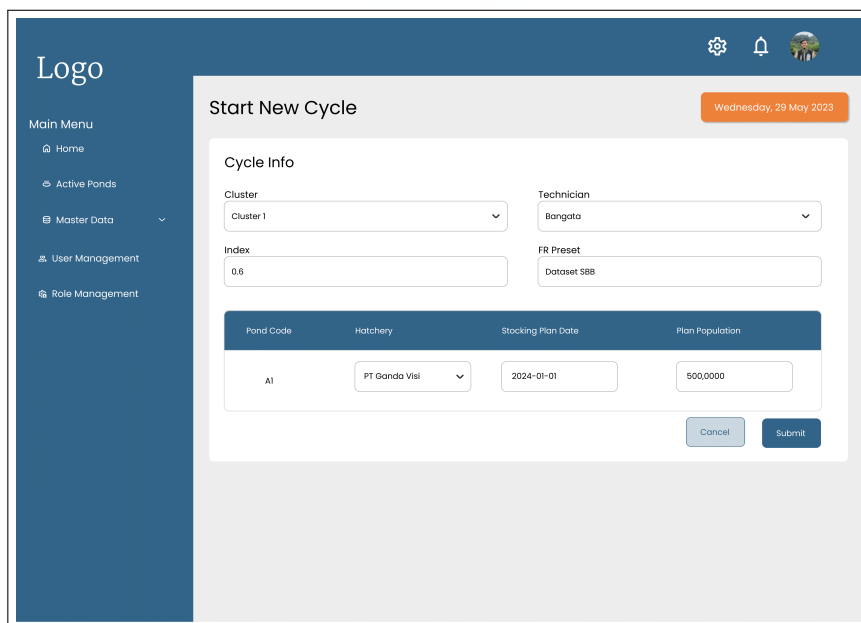 Logo
Main Menu
Home
Active Ponds
Master Data
User Management
Role Management
Start New Cycle
Wednesday, 29 May 2023
Cycle Info
Cluster
Technician
Cluster 1
Bangata
Index
FR Preset
0.6
Dataset SBB
Pond Code Hatchery Stocking Plan Date Plan Population
A1 PT Ganda Visi 2024-01-01 500,0000
Cancel Submit